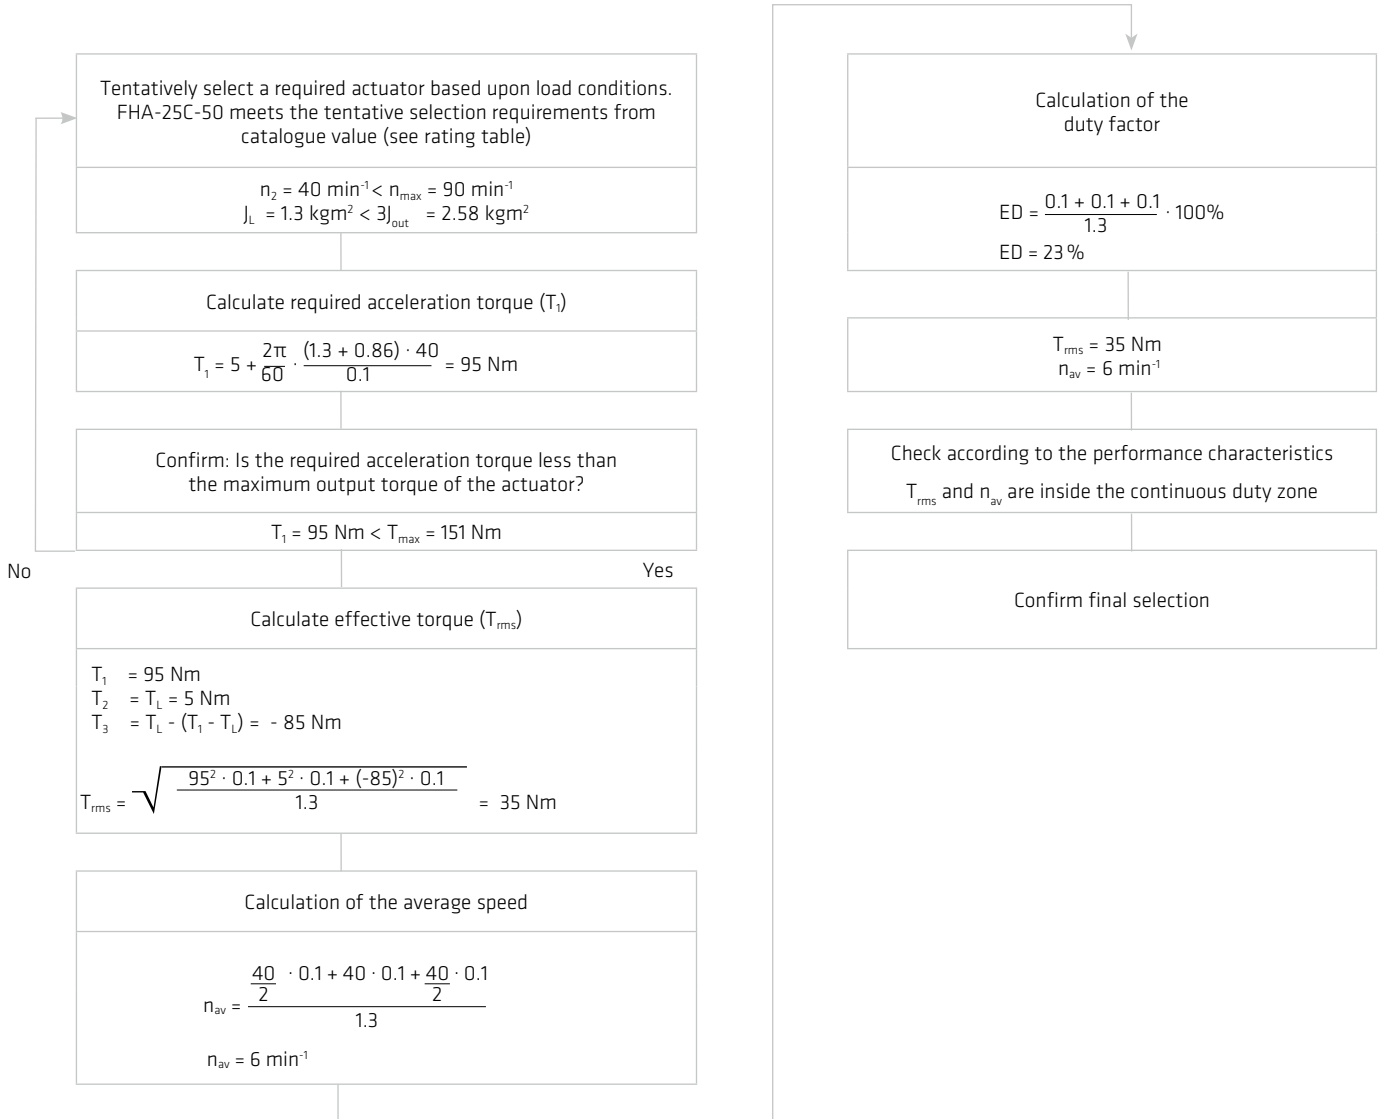 Tentatively select a required actuator based upon load conditions.
FHA-25C-50 meets the tentative selection requirements from
catalogue value (see rating table)
n₂ = 40 min⁻¹ < nmax = 90 min⁻¹
JL = 1.3 kgm² < 3Jout = 2.58 kgm²
Calculate required acceleration torque (T₁)
T₁ = 5 + 2π/60 · (1.3 + 0.86) · 40/0.1 = 95 Nm
Confirm: Is the required acceleration torque less than
the maximum output torque of the actuator?
T₁ = 95 Nm < Tmax = 151 Nm
No
Yes
Calculate effective torque (Trms)
T₁ = 95 Nm
T₂ = TL = 5 Nm
T₃ = TL - (T₁ - TL) = - 85 Nm
Trms = √ 95² · 0.1 + 5² · 0.1 + (-85)² · 0.1 / 1.3 = 35 Nm
Calculation of the average speed
nav = 40/2 · 0.1 + 40 · 0.1 + 40/2 · 0.1 / 1.3
nav = 6 min⁻¹
Calculation of the
duty factor
ED = 0.1 + 0.1 + 0.1 / 1.3 · 100%
ED = 23 %
Trms = 35 Nm
nav = 6 min⁻¹
Check according to the performance characteristics
Trms and nav are inside the continuous duty zone
Confirm final selection